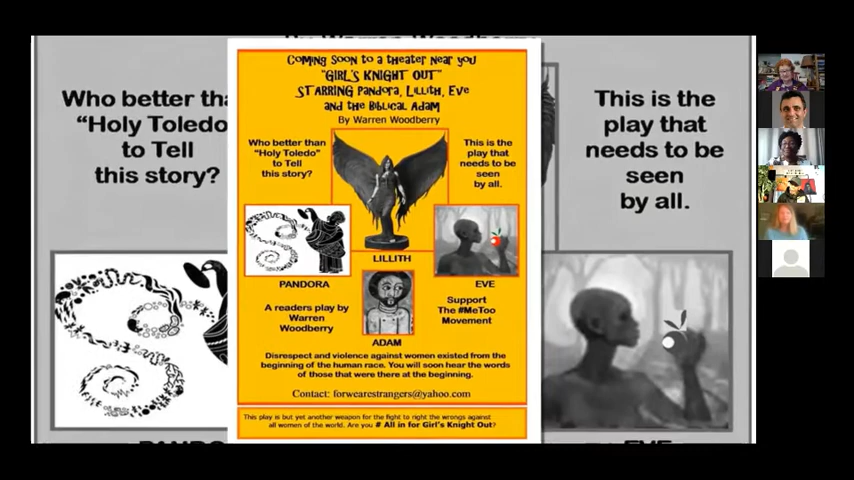 By Warren Woodberry
Who better tha
"Holy Toledo
to Tell
this story?
Coming Soon to a theater Near you
"GIRL'S KNIGHT OUT"
STARRING Pandora, Lillith, Eve
and the Biblical Adam
By Warren Woodberry
Who better than
"Holy Toledo"
to Tell
this story?
This is the
play that
needs to be
seen
by all.
LILLITH
PANDORA
EVE
A readers play by
Warren
Woodberry
Support
The #MeToo
Movement
ADAM
Disrespect and violence against women existed from the
beginning of the human race. You will soon hear the words
of those that were there at the beginning.
Contact: forwearestrangers@yahoo.com
This play is but yet another weapon for the fight to right the wrongs against
all women of the world. Are you # All in for Girl's Knight Out?
This is the
play that
needs to be
seen
by all.
PANDO
EVE